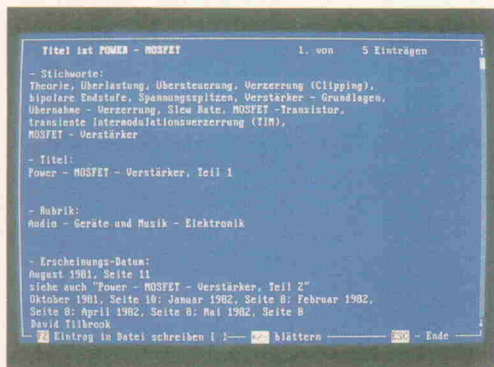 Titel ist POWER - MOSFET 1. von 5 Einträgen
- Stichworte:
Theorie, Überlastung, Übersteuerung, Verzerrung (Clipping),
bipolare Endstufe, Spannungsspitzen, Verstärker - Grundlagen,
Übernahme - Verzerrung, Slew Rate, MOSFET -Tranxistor,
transiente Intermodulationsverzerrung (TIM),
MOSFET - Verstärker
- Titel:
Power - MOSFET - Verstärker, Teil 1
- Rubrik:
Audio - Geräte und Musik - Elektronik
- Erscheinungs-Datum:
August 1981, Seite 11
siehe auch "Power - MOSFET - Verstärker, Teil 2"
Oktober 1981, Seite 10; Januar 1982, Seite 8; Februar 1982,
Seite 8; April 1982, Seite 8; Mai 1982, Seite 8
David Tilbrook
F2 Eintrag in Datei schreiben [ ] +/- blättern ESC - Ende